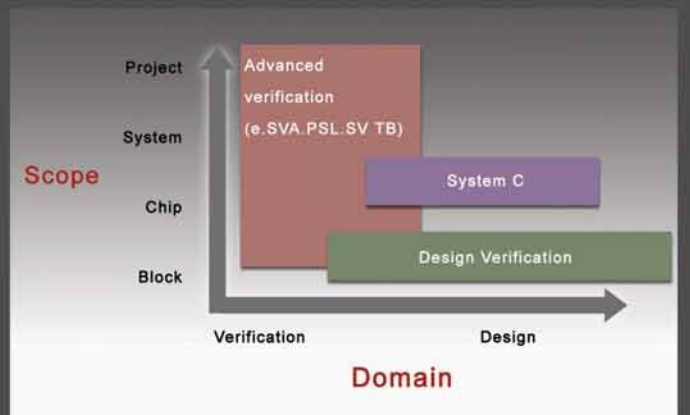 Project
System
Scope
Chip
Block
Advanced
verification
(e.SVA.PSL.SV TB)
System C
Design Verification
Verification
Design
Domain